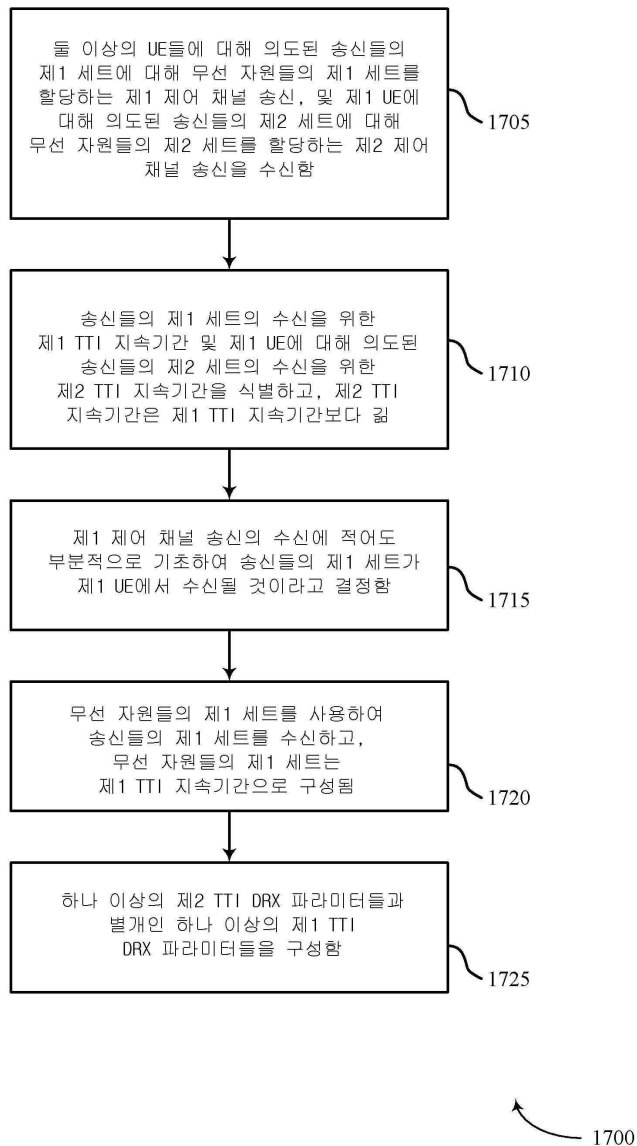 둘 이상의 UE들에 대해 의도된 송신들의
제1 세트에 대해 무선 자원들의 제1 세트를
할당하는 제1 제어 채널 송신, 및 제1 UE에
대해 의도된 송신들의 제2 세트에 대해
무선 자원들의 제2 세트를 할당하는 제2 제어
채널 송신을 수신함
1705
송신들의 제1 세트의 수신을 위한
제1 TTI 지속기간 및 제1 UE에 대해 의도된
송신들의 제2 세트의 수신을 위한
제2 TTI 지속기간을 식별하고, 제2 TTI
지속기간은 제1 TTI 지속기간보다 긺
1710
제1 제어 채널 송신의 수신에 적어도
부분적으로 기초하여 송신들의 제1 세트가
제1 UE에서 수신될 것이라고 결정함
1715
무선 자원들의 제1 세트를 사용하여
송신들의 제1 세트를 수신하고,
무선 자원들의 제1 세트는
제1 TTI 지속기간으로 구성됨
1720
하나 이상의 제2 TTI DRX 파라미터들과
별개인 하나 이상의 제1 TTI
DRX 파라미터들을 구성함
1725
1700